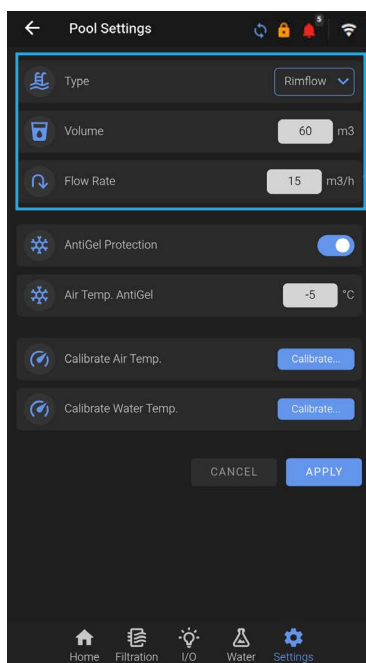 Pool Settings
5
Type Rimflow
Volume 60 m3
Flow Rate 15 m3/h
AntiGel Protection
Air Temp. AntiGel -5 °C
Calibrate Air Temp. Calibrate...
Calibrate Water Temp. Calibrate...
CANCEL APPLY
Home Filtration I/O Water Settings